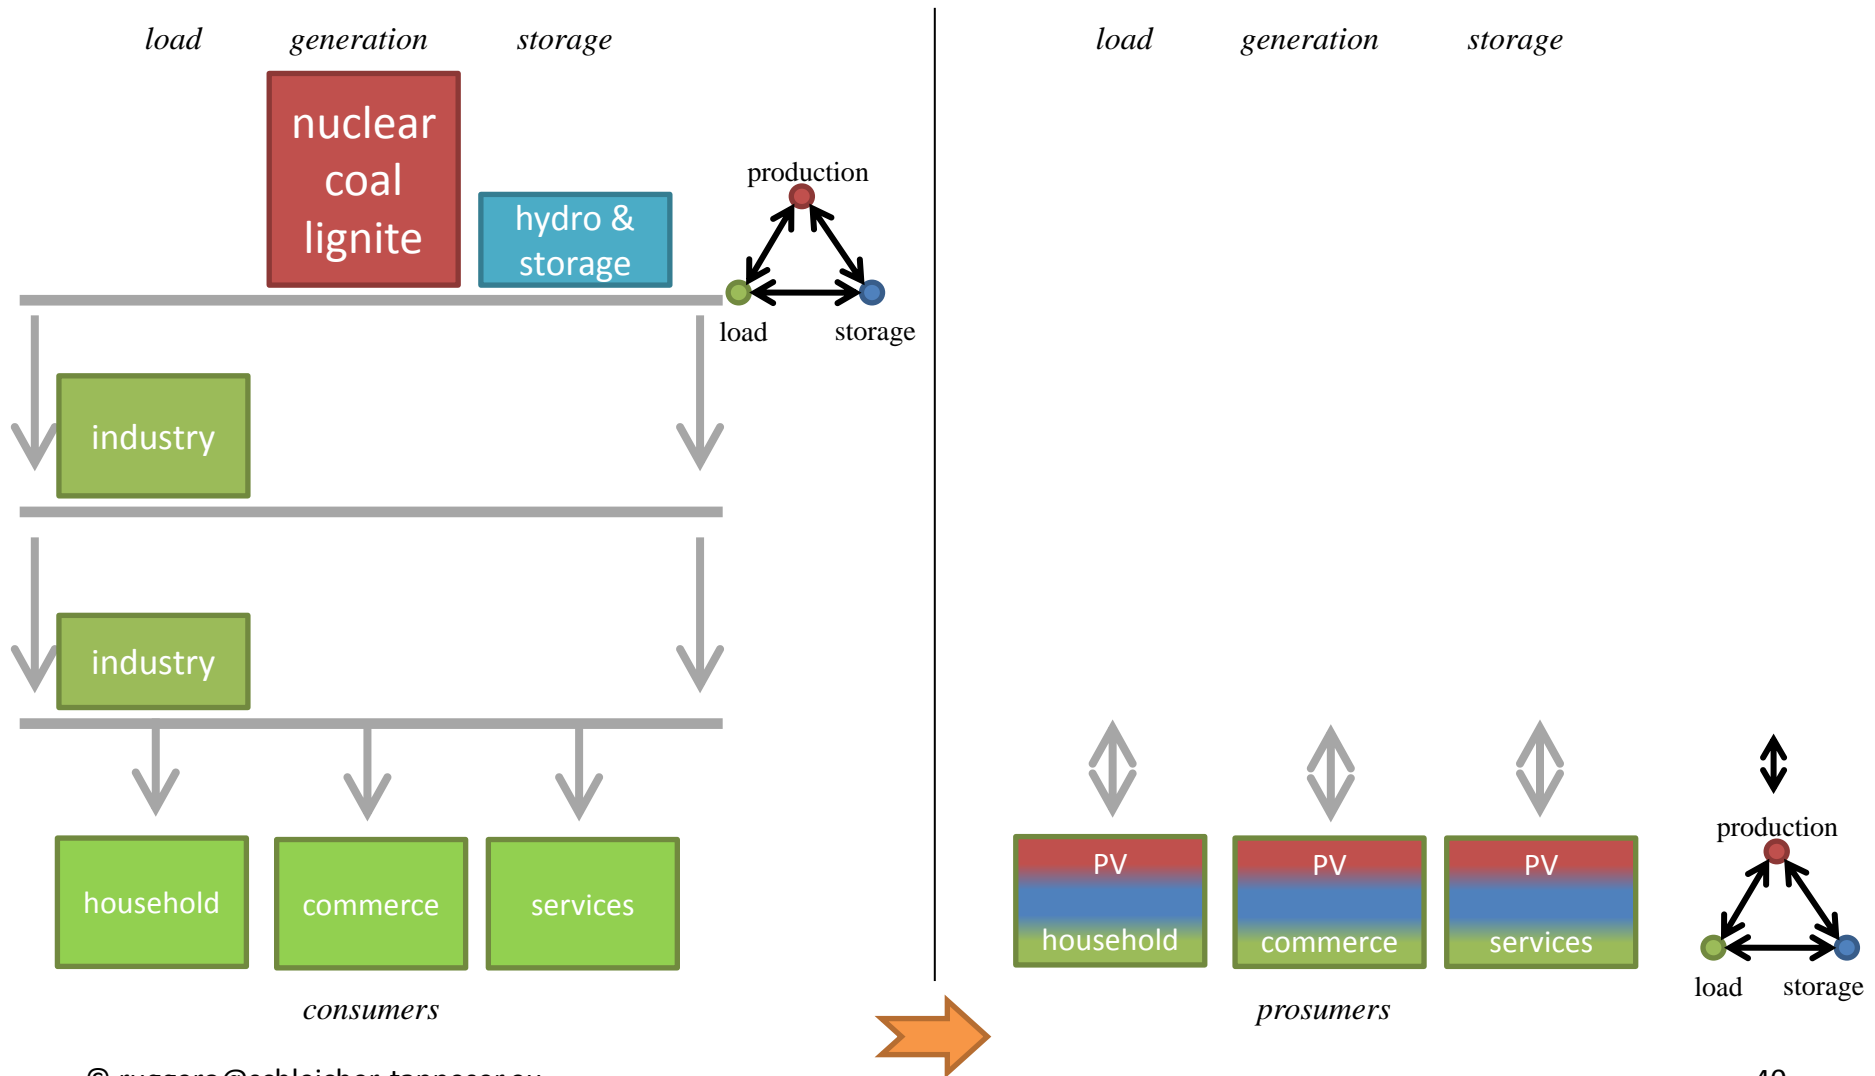 load generation storage
nuclear
coal
lignite
hydro &
storage
production
load storage
industry
industry
household commerce services
consumers
load generation storage
PV PV PV
household commerce services
production
load storage
prosumers